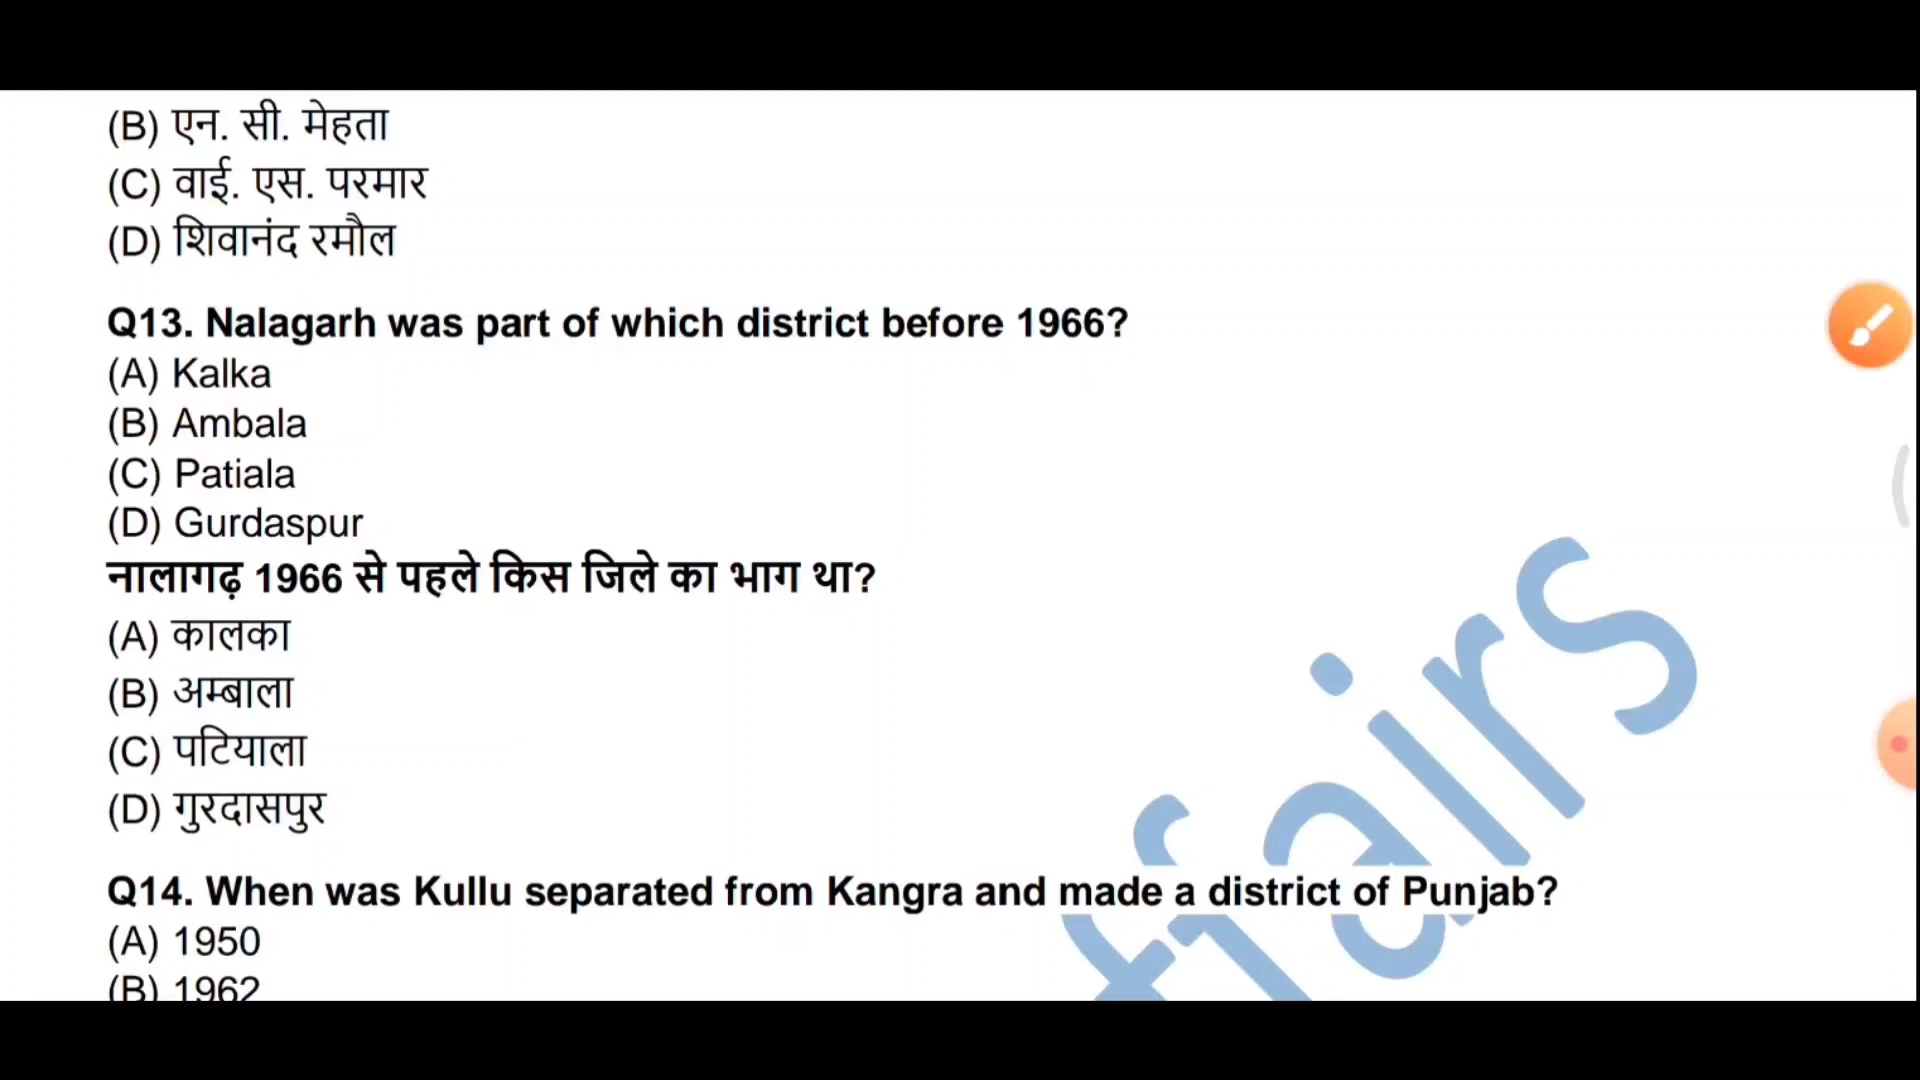 (B) एन. सी. मेहता
(C) वाई. एस. परमार
(D) शिवानंद रमौल
Q13. Nalagarh was part of which district before 1966?
(A) Kalka
(B) Ambala
(C) Patiala
(D) Gurdaspur
नालागढ़ 1966 से पहले किस जिले का भाग था?
(A) कालका
(B) अम्बाला
(C) पटियाला
(D) गुरदासपुर
Q14. When was Kullu separated from Kangra and made a district of Punjab?
(A) 1950
(B) 1962
ffairs